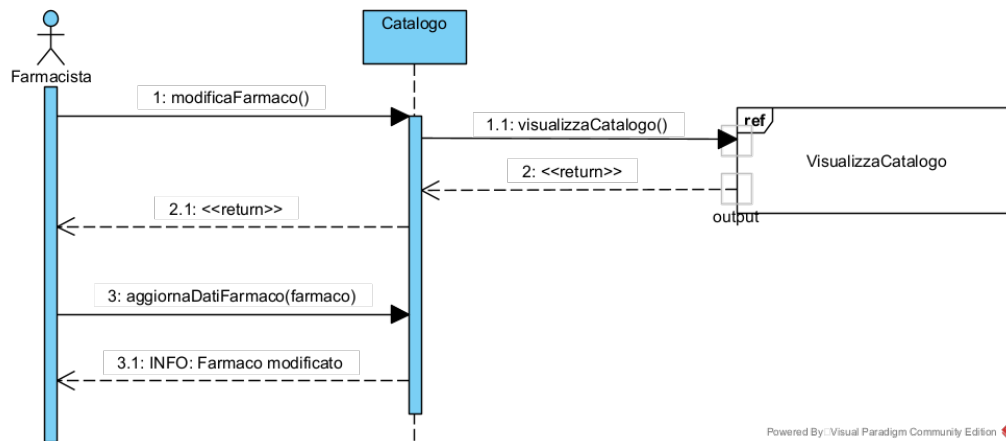 Catalogo
Farmacista
1: modificaFarmaco()
1.1: visualizzaCatalogo()
ref
VisualizzaCatalogo
2: <<return>>
2.1: <<return>>
output
3: aggiornaDatiFarmaco(farmaco)
3.1: INFO: Farmaco modificato
Powered By Visual Paradigm Community Edition